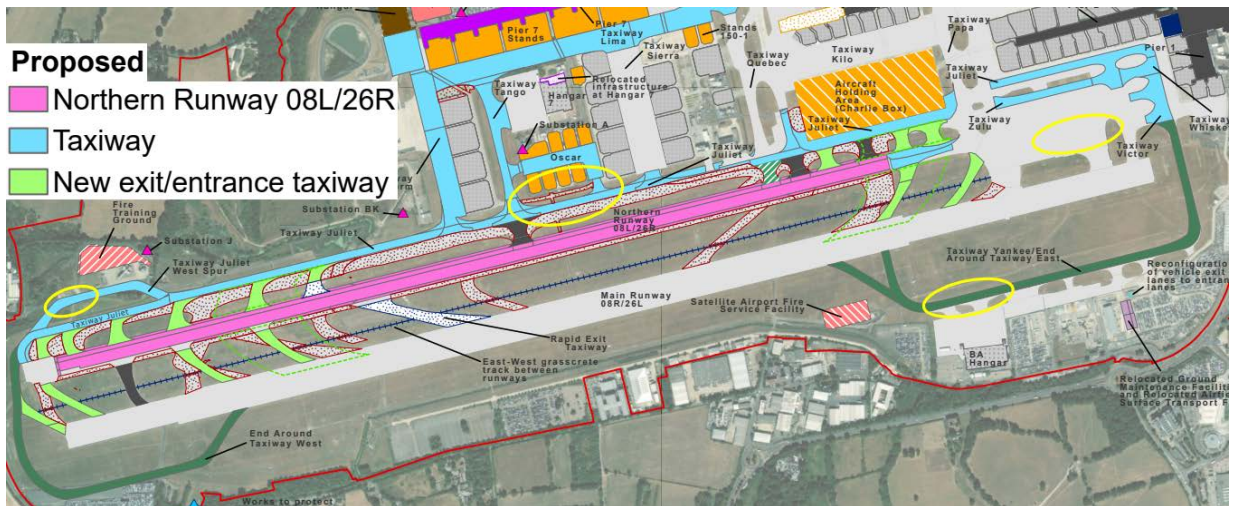 Proposed
Northern Runway 08L/26R
Taxiway
New exit/entrance taxiway
Pier 7
Stands
Pier 7
Taxiway
Lima
Stands
150-1
Taxiway
Sierra
Taxiway
Tango
Hangar
7
Relocated
infrastructure
at Hangar 7
Taxiway
Quebec
Taxiway
Kilo
Taxiway
Papa
Pier 1
Taxiway
Juliet
Aircraft
Holding
Area
(Charlie Box)
Taxiway
Juliet
Taxiway
Zulu
Taxiway
Whiske
Taxiway
Victor
Substation A
Oscar
Taxiway
Juliet
Substation BK
Fire
Training
Ground
Substation J
Taxiway Juliet
Taxiway Juliet
West Spur
Taxiway Juliet
Northern
Runway
08L/26R
Main Runway
08R/26L
Taxiway Yankee/End
Around Taxiway East
Reconfiguration
of vehicle exit
lanes to entran
lanes
Satellite Airport Fire
Service Facility
Rapid Exit
Taxiway
East-West grasscrete
track between
runways
BA
Hangar
Relocated Ground
Maintenance Faciliti
and Relocated Airfie
Surface Transport F
End Around
Taxiway West
Works to protect